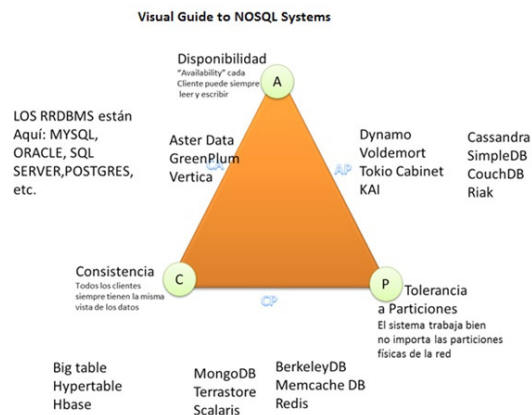 Visual Guide to NOSQL Systems
Disponibilidad
“Availability” cada
Cliente puede siempre
leer y escribir
A
LOS RRDBMS están
Aquí: MYSQL,
ORACLE, SQL
SERVER,POSTGRES,
etc.
Aster Data
GreenPlum
Vertica
CA
Dynamo
Voldemort
Tokio Cabinet
KAI
AP
Cassandra
SimpleDB
CouchDB
Riak
Consistencia
Todos los clientes
siempre tienen la misma
vista de los datos
C
CP
P
Tolerancia
a Particiones
El sistema trabaja bien
no importa las particiones
físicas de la red
Big table
Hypertable
Hbase
MongoDB
Terrastore
Scalaris
BerkeleyDB
Memcache DB
Redis